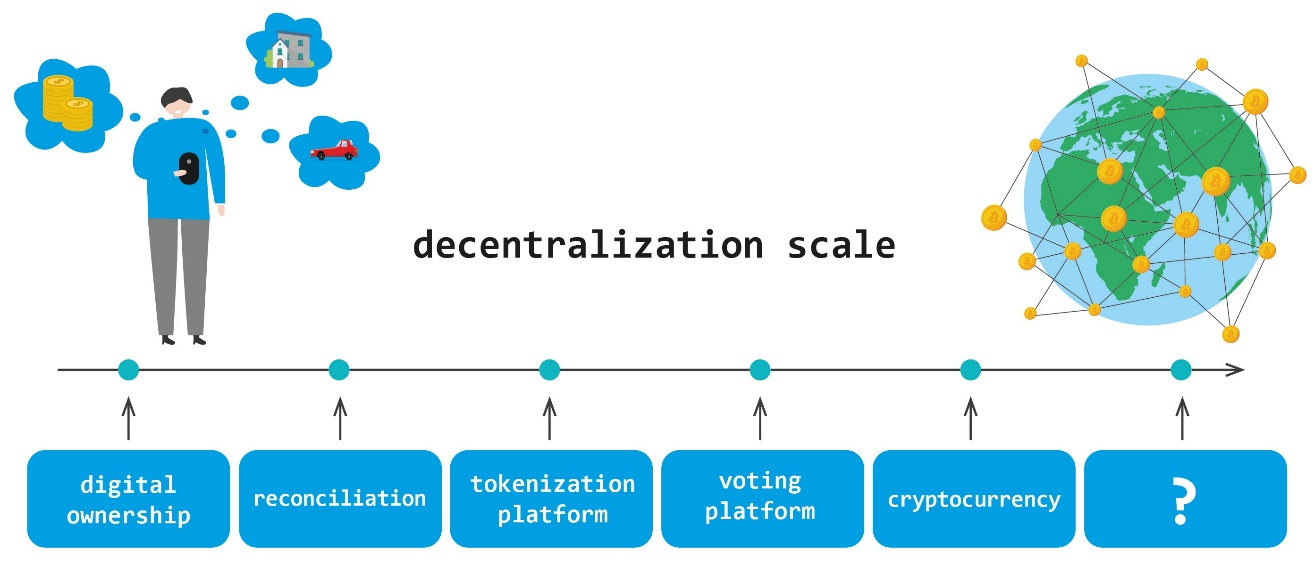 decentralization scale
digital
ownership
reconciliation
tokenization
platform
voting
platform
cryptocurrency
?